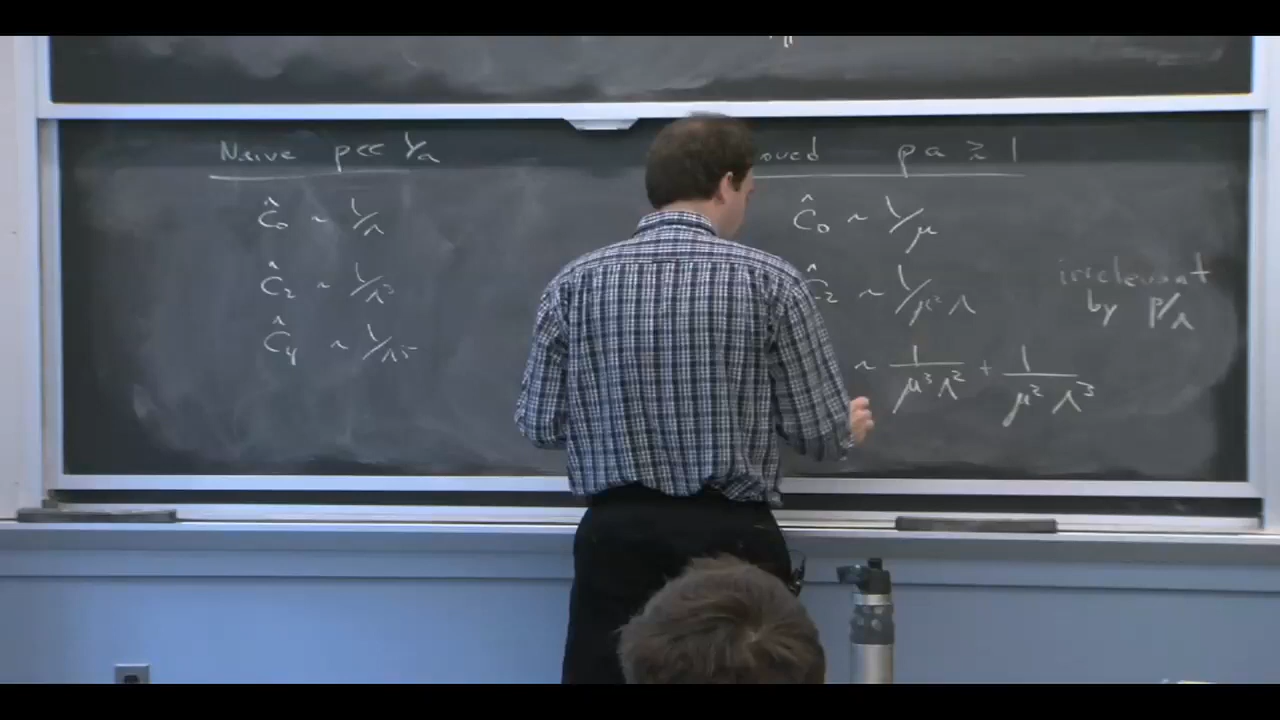 Naive p<< 1/a
Ĉ0 ~ 1/Λ
Ĉ2 ~ 1/Λ³
Ĉ4 ~ 1/Λ⁵
oved pa ≳ 1
Ĉ0 ~ 1/μ
Ĉ2 ~ 1/μ²Λ
~ 1/μ³Λ² + 1/μ²Λ³
irrelevant
by p/Λ